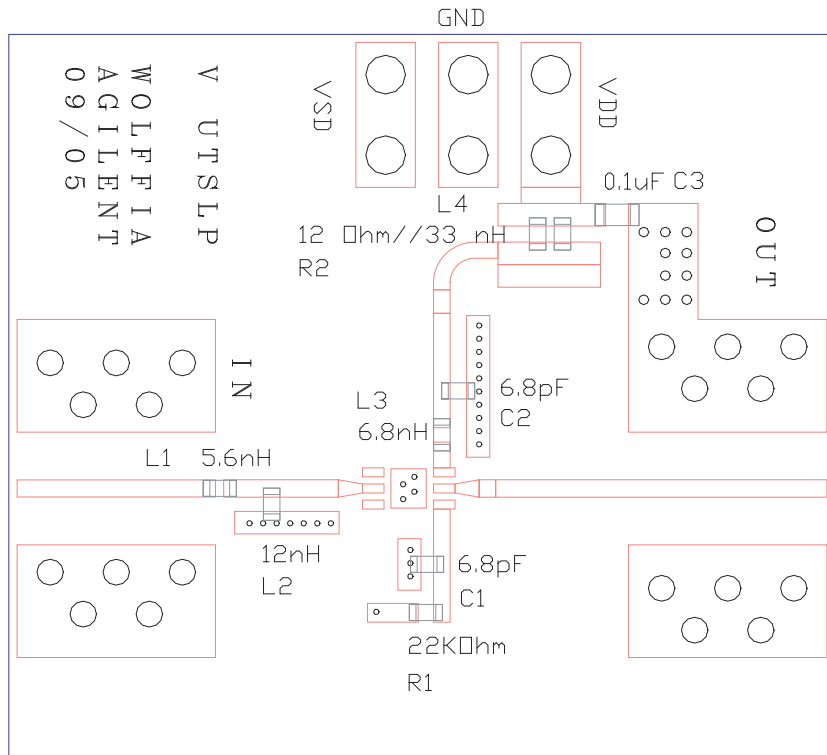 GND
V UTSLP
WOLFFIA
AGILENT
09/05
VSD
VDD
0.1uF C3
L4
12 Ohm//33 nH
R2
OUT
IN
L3
6.8nH
6.8pF
C2
L1 5.6nH
12nH
L2
6.8pF
C1
22KOhm
R1